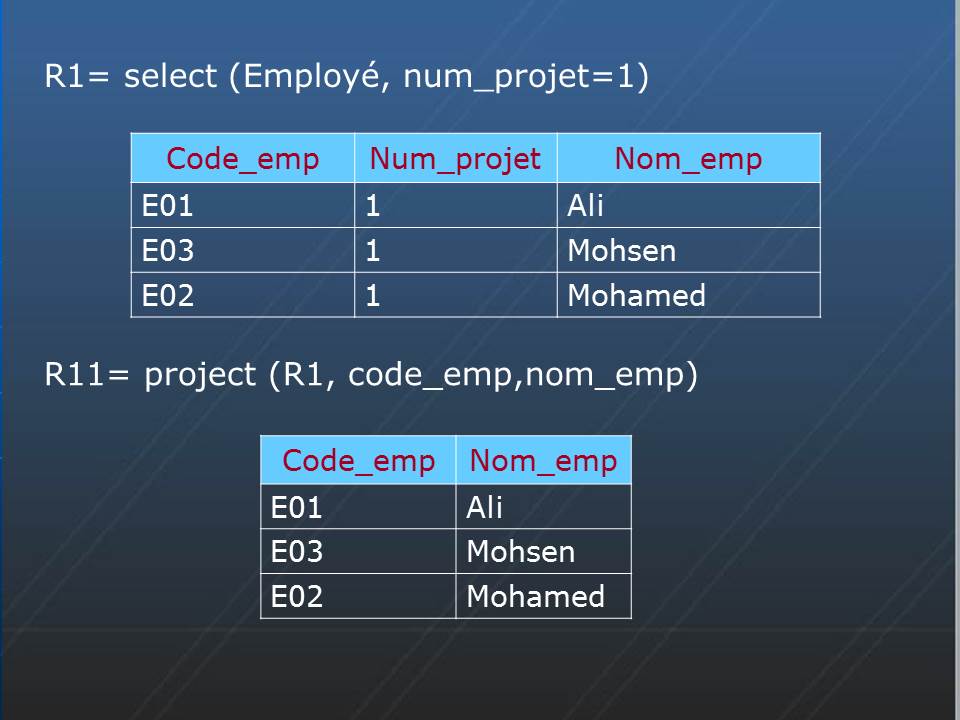 R1= select (Employé, num_projet=1)
Code_emp Num_projet Nom_emp
E01 1 Ali
E03 1 Mohsen
E02 1 Mohamed
R11= project (R1, code_emp,nom_emp)
Code_emp Nom_emp
E01 Ali
E03 Mohsen
E02 Mohamed